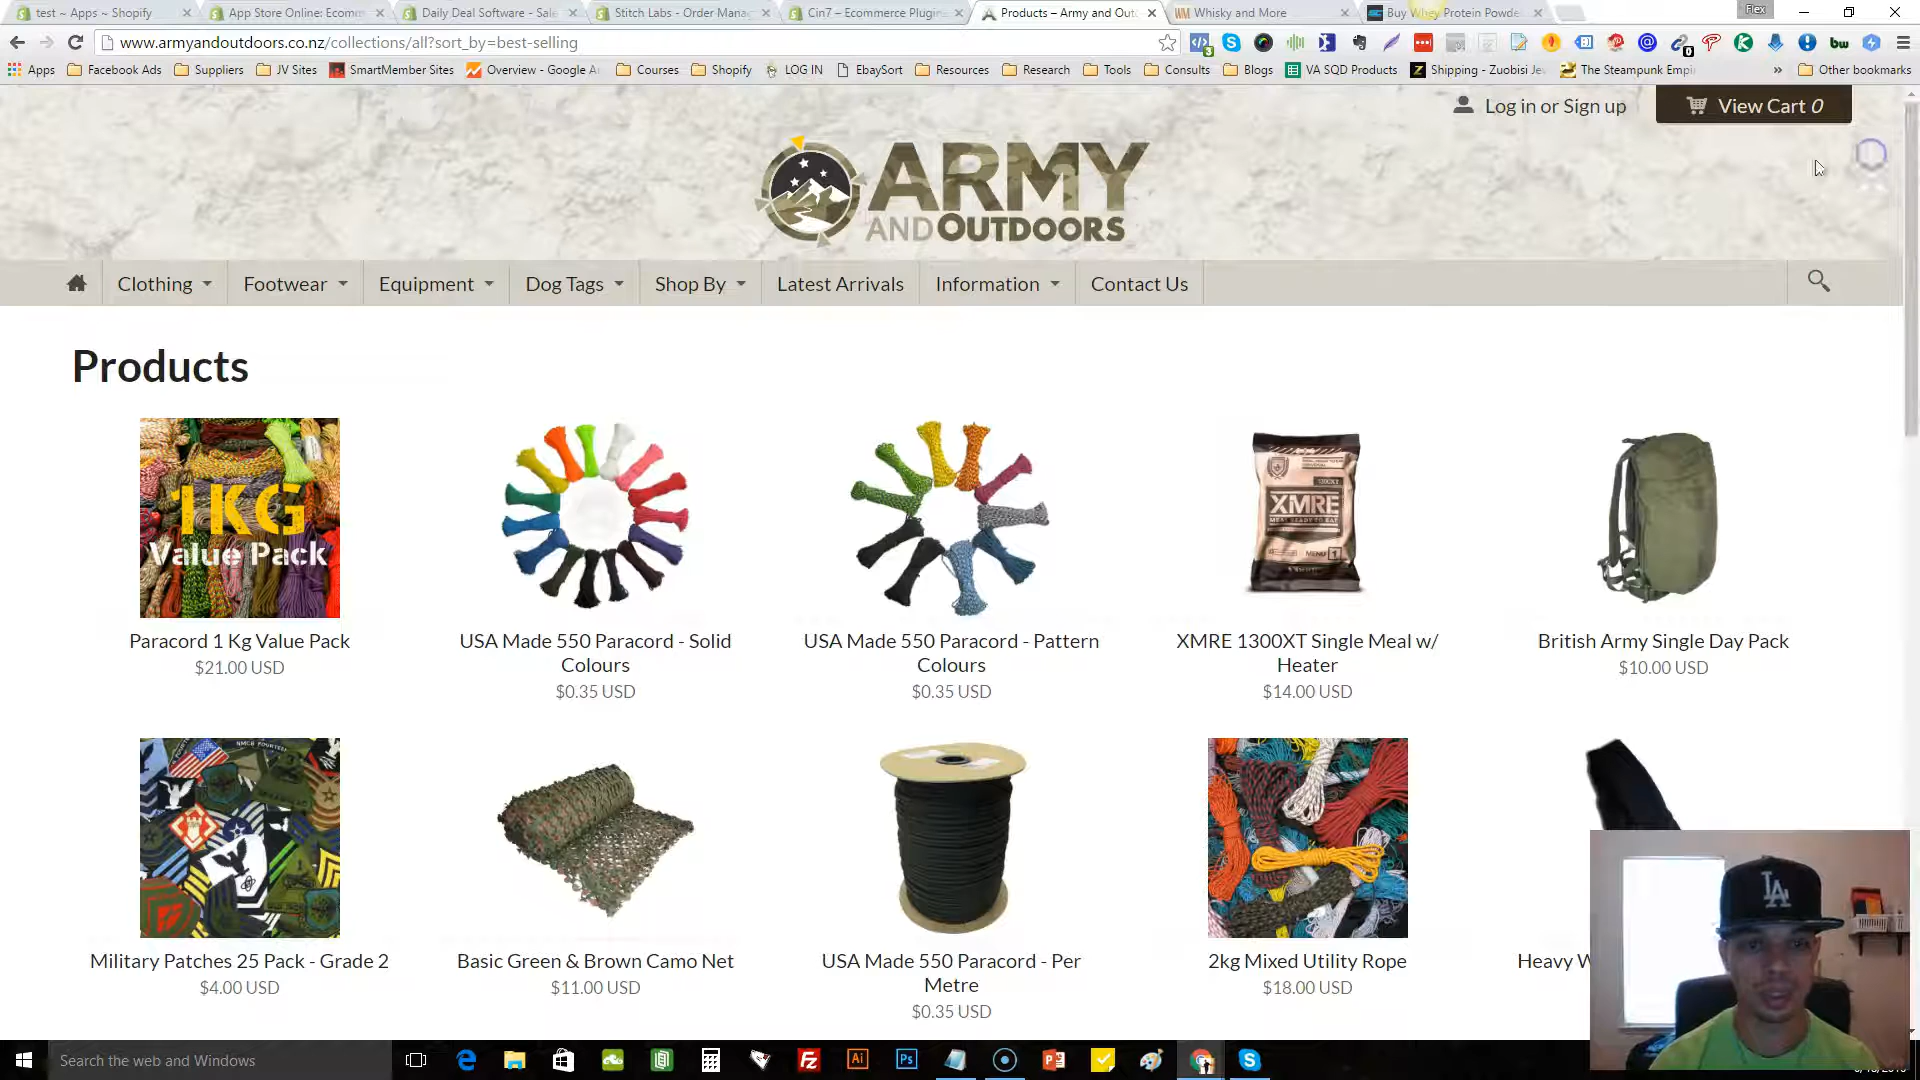 test ~ Apps ~ Shopify
App Store Online: Ecom
Daily Deal Software - Sale
Stitch Labs - Order Mana
Cin7 – Ecommerce Plugin
Products – Army and Out
Whisky and More
Buy Whey Protein Powde
Flex
www.armyandoutdoors.co.nz/collections/all?sort_by=best-selling
Apps
Facebook Ads
Suppliers
JV Sites
SmartMember Sites
Overview - Google A
Courses
Shopify
LOG IN
EbaySort
Resources
Research
Tools
Consults
Blogs
VA SQD Products
Shipping - Zuobisi Je
The Steampunk Empi
»
Other bookmarks
Log in or Sign up
View Cart 0
ARMY
AND OUTDOORS
Clothing
Footwear
Equipment
Dog Tags
Shop By
Latest Arrivals
Information
Contact Us
Products
1KG
Value Pack
XMRE
MENU 1
Paracord 1 Kg Value Pack
$21.00 USD
USA Made 550 Paracord - Solid
Colours
$0.35 USD
USA Made 550 Paracord - Pattern
Colours
$0.35 USD
XMRE 1300XT Single Meal w/
Heater
$14.00 USD
British Army Single Day Pack
$10.00 USD
Military Patches 25 Pack - Grade 2
$4.00 USD
Basic Green & Brown Camo Net
$11.00 USD
USA Made 550 Paracord - Per
Metre
$0.35 USD
2kg Mixed Utility Rope
$18.00 USD
Heavy W
LA
Search the web and Windows